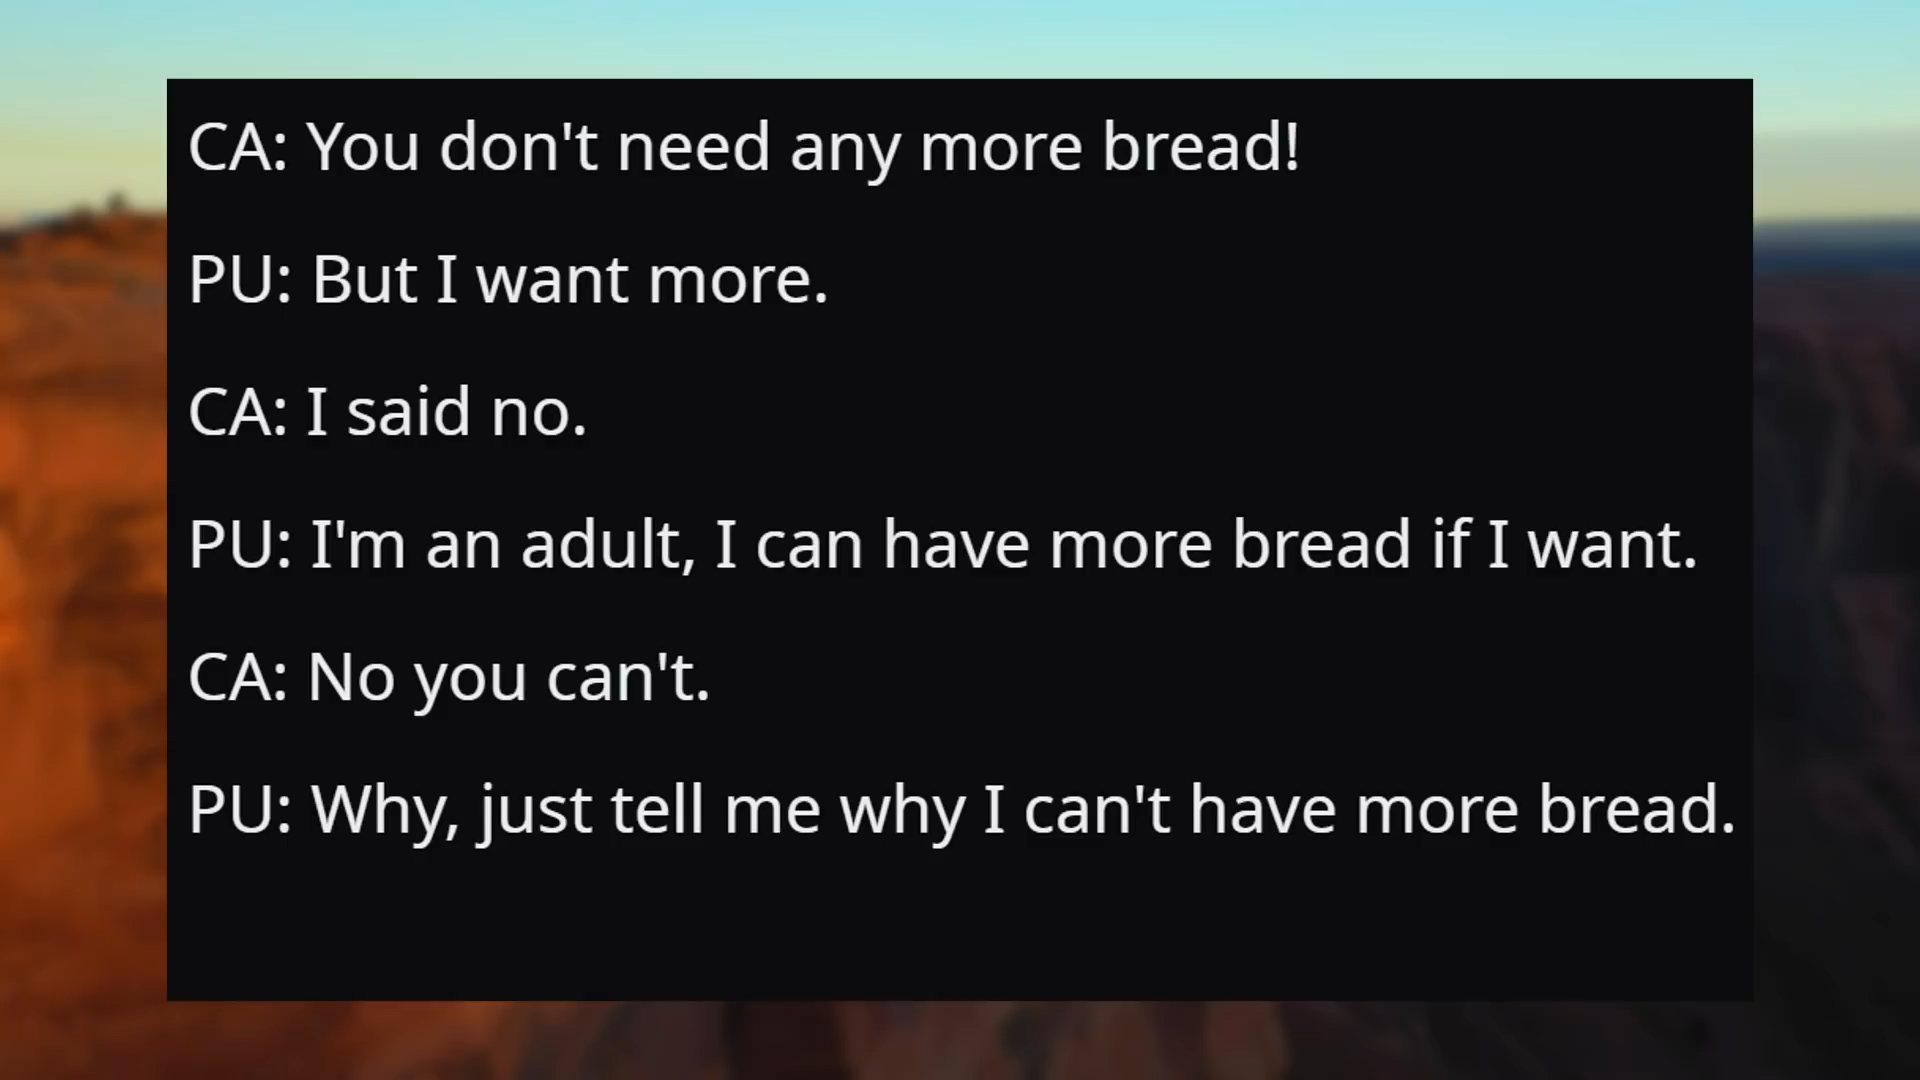 CA: You don't need any more bread!
PU: But I want more.
CA: I said no.
PU: I'm an adult, I can have more bread if I want.
CA: No you can't.
PU: Why, just tell me why I can't have more bread.